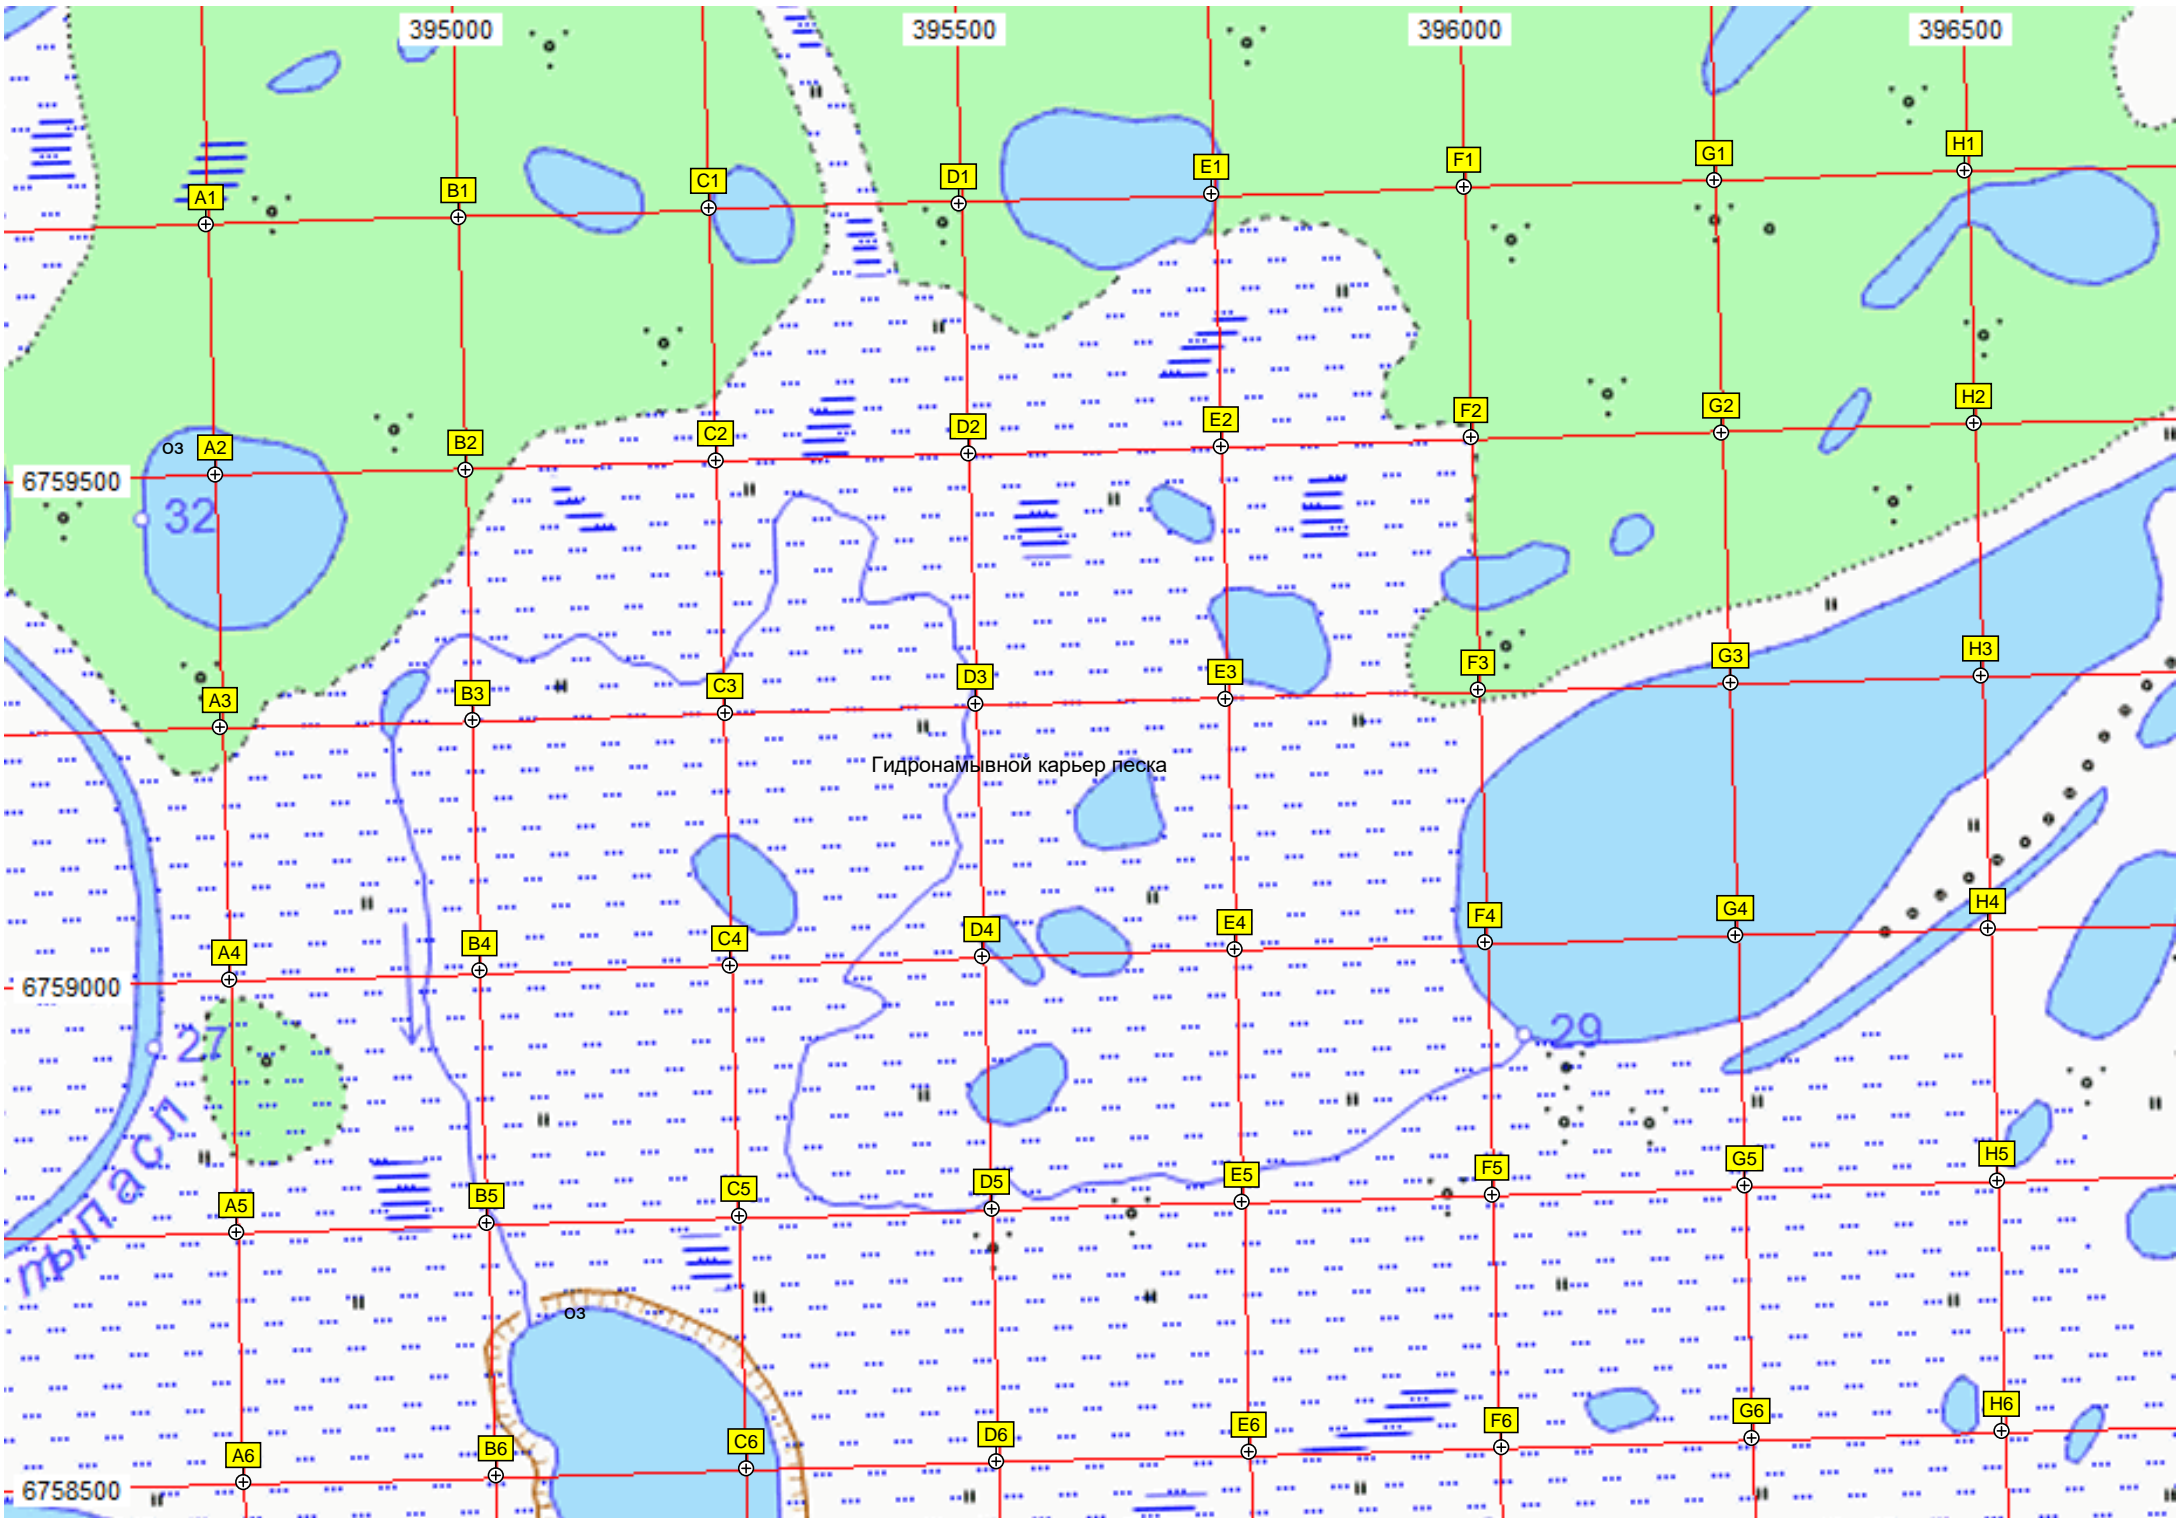 395000 395500 396000 396500
A1 B1 C1 D1 E1 F1 G1 H1
A2 B2 C2 D2 E2 F2 G2 H2
оз
6759500
32
A3 B3 C3 D3 E3 F3 G3 H3
Гидронамывной карьер песка
A4 B4 C4 D4 E4 F4 G4 H4
6759000
27
29
тыпасл
A5 B5 C5 D5 E5 F5 G5 H5
оз
A6 B6 C6 D6 E6 F6 G6 H6
6758500